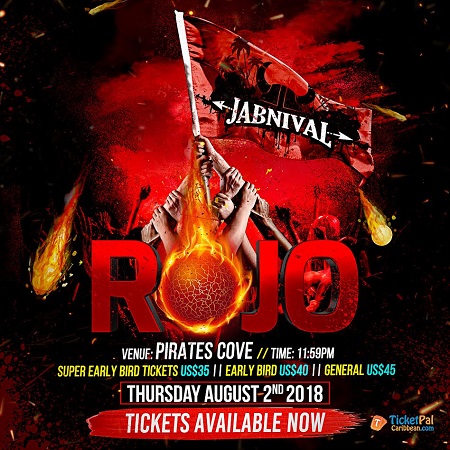 JABNIVAL
ROJO
VENUE: PIRATES COVE // TIME: 11:59PM
SUPER EARLY BIRD TICKETS US$35 || EARLY BIRD US$40 || GENERAL US$45
THURSDAY AUGUST 2ND 2018
TICKETS AVAILABLE NOW
T TicketPal
Caribbean.com